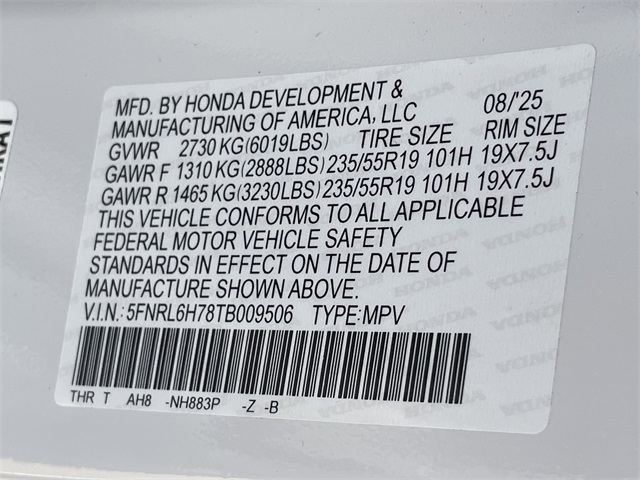 MFD. BY HONDA DEVELOPMENT &
MANUFACTURING OF AMERICA, LLC 08/'25
GVWR 2730 KG(6019LBS) TIRE SIZE RIM SIZE
GAWR F 1310 KG(2888LBS) 235/55R19 101H 19X7.5J
GAWR R 1465 KG(3230LBS) 235/55R19 101H 19X7.5J
THIS VEHICLE CONFORMS TO ALL APPLICABLE
FEDERAL MOTOR VEHICLE SAFETY
STANDARDS IN EFFECT ON THE DATE OF
MANUFACTURE SHOWN ABOVE.
V.I.N.: 5FNRL6H78TB009506 TYPE:MPV
THR T AH8 -NH883P -Z -B